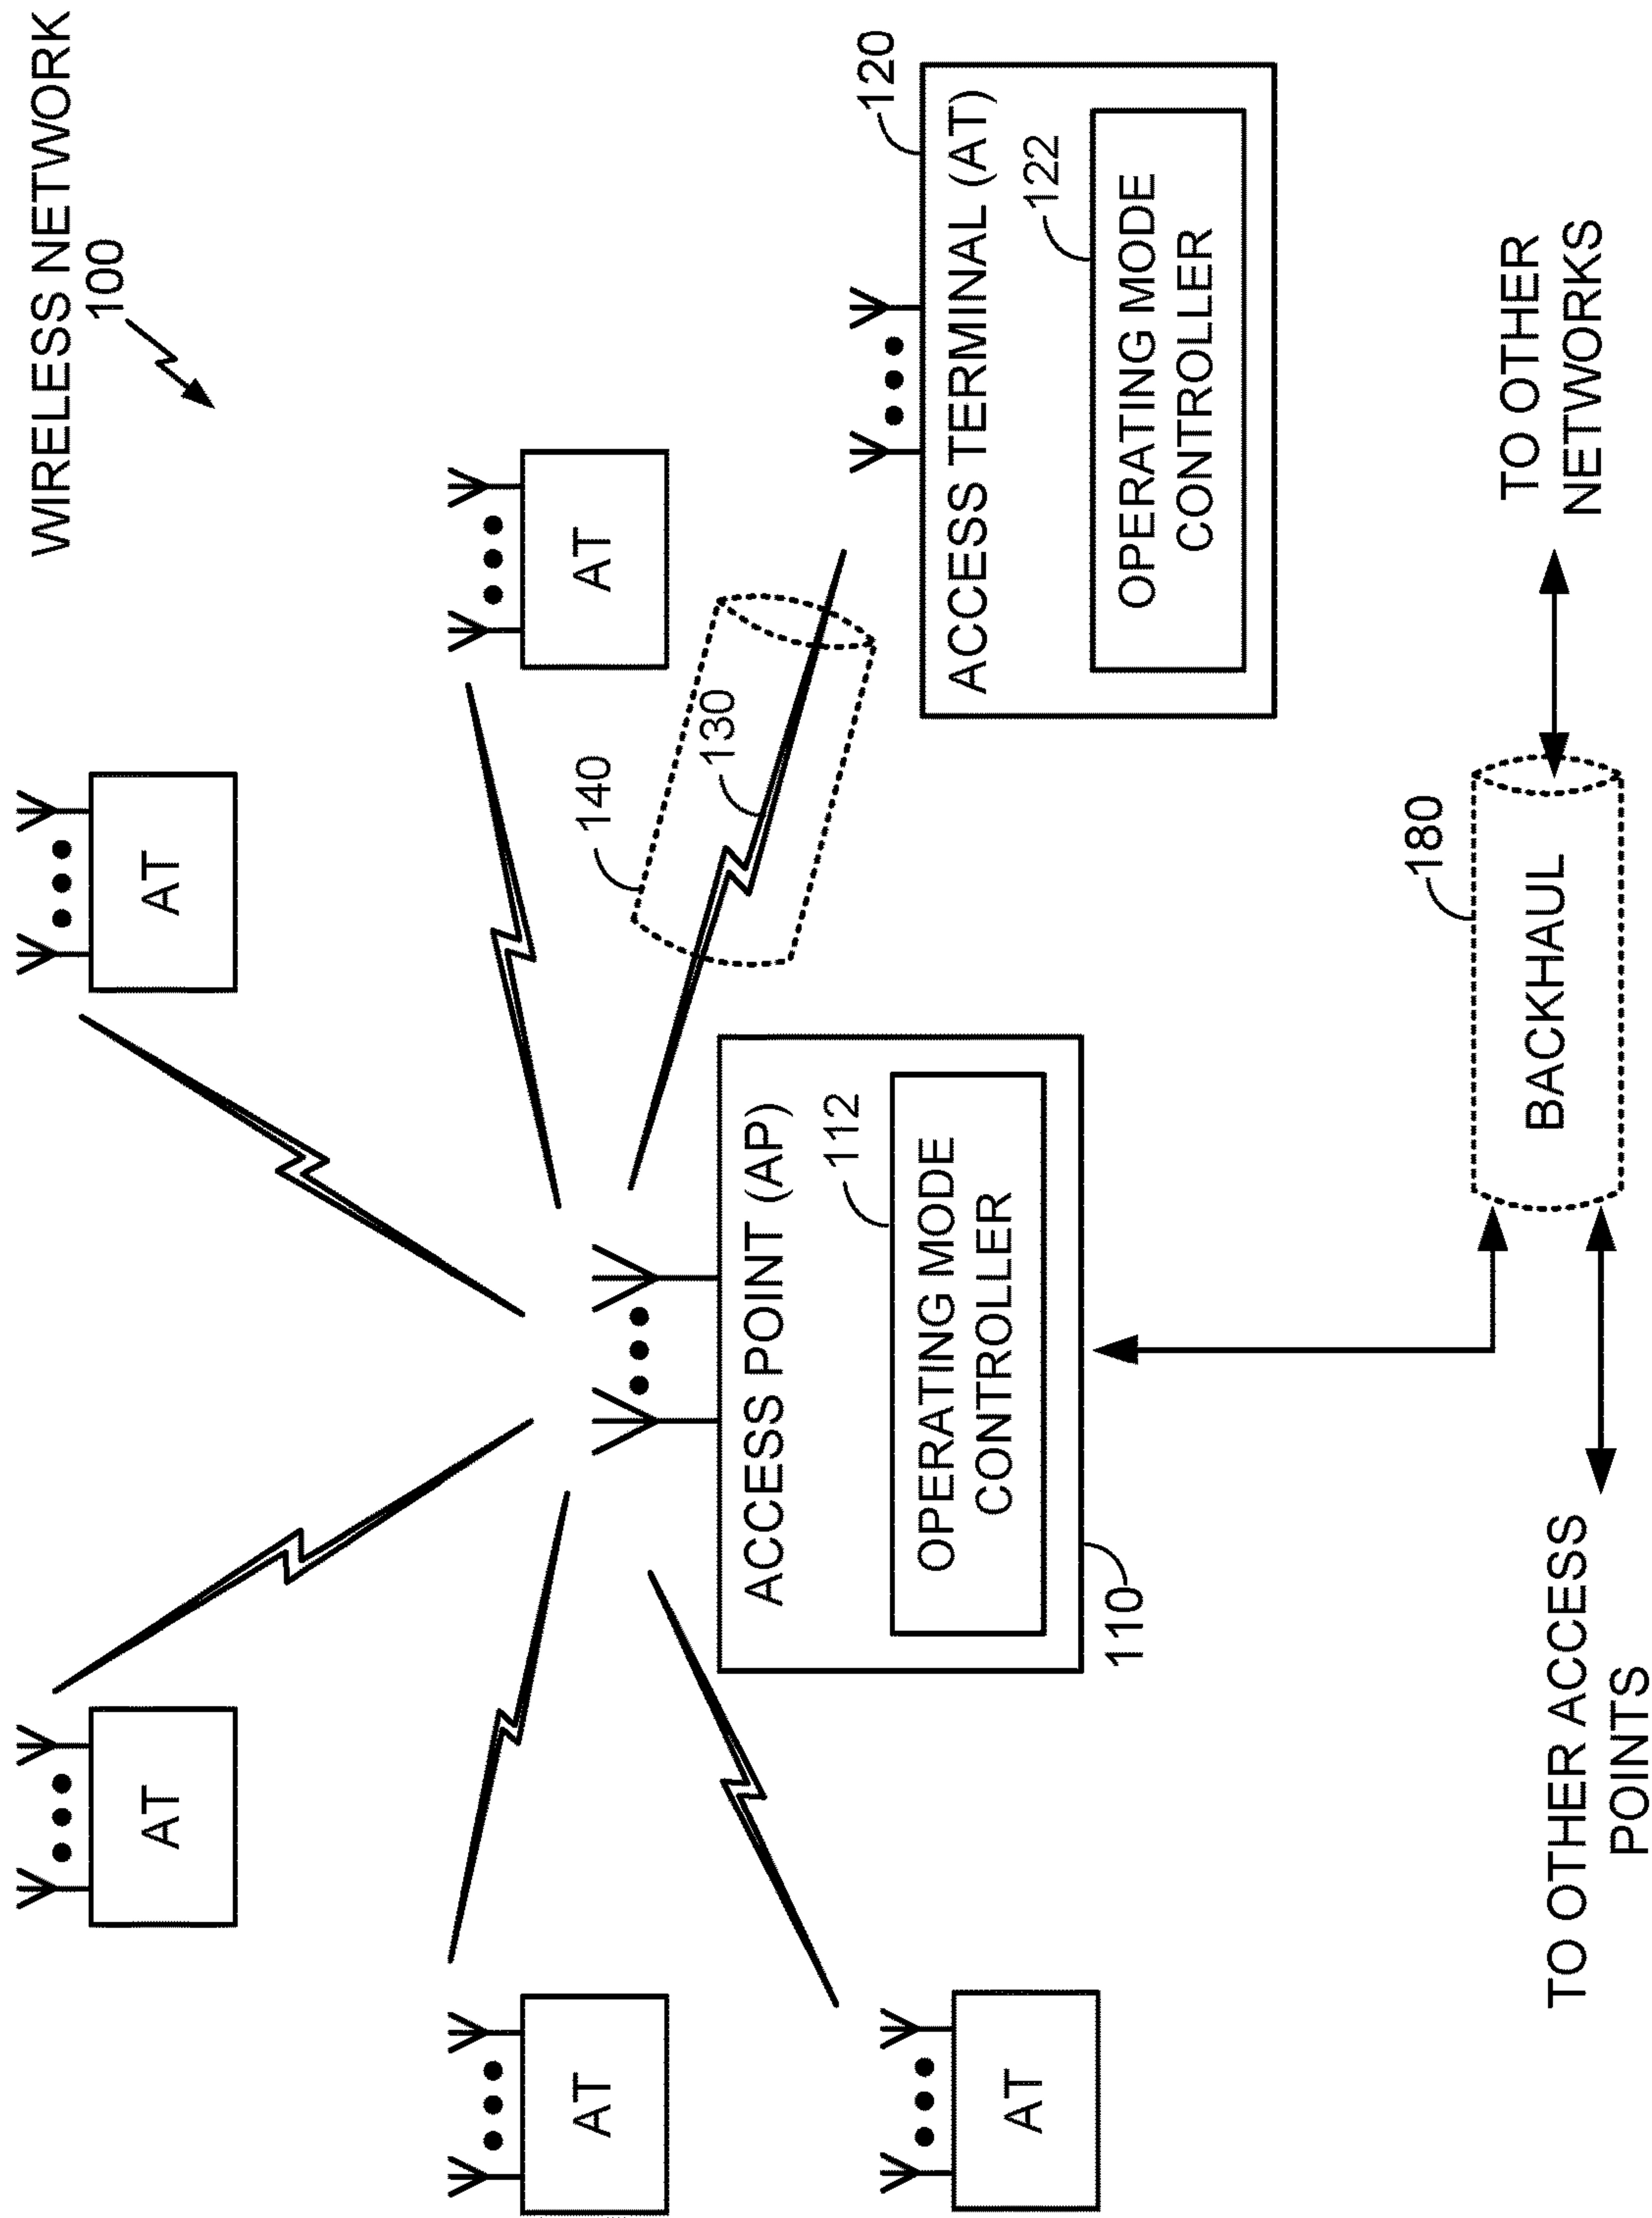 WIRELESS NETWORK
100
AT
AT
AT
AT
AT
140
130
120
ACCESS TERMINAL (AT)
122
OPERATING MODE
CONTROLLER
ACCESS POINT (AP)
112
OPERATING MODE
CONTROLLER
110
180
BACKHAUL
TO OTHER
NETWORKS
TO OTHER ACCESS
POINTS